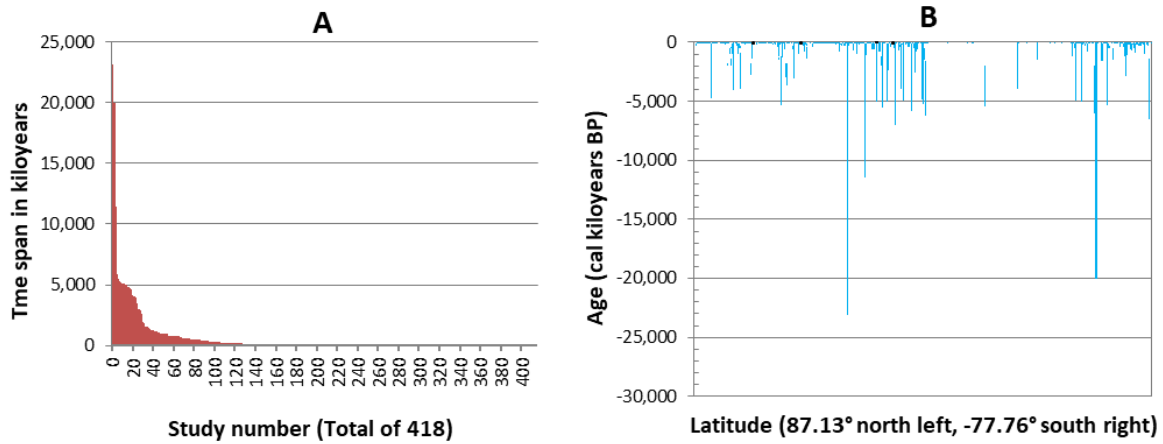 A
25,000
20,000
15,000
10,000
5,000
0
Tme span in kiloyears
0 20 40 60 80 100 120 140 160 180 200 220 240 260 280 300 320 340 360 380 400
Study number (Total of 418)
B
0
-5,000
-10,000
-15,000
-20,000
-25,000
-30,000
Age (cal kiloyears BP)
Latitude (87.13° north left, -77.76° south right)